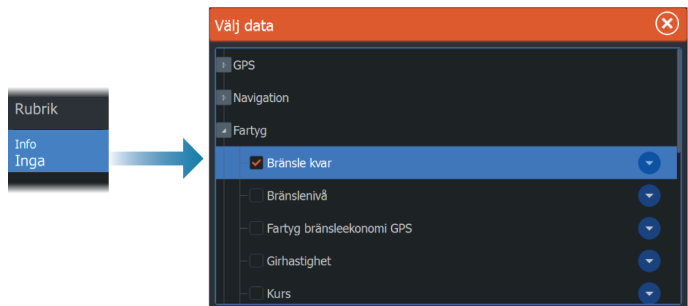 Rubrik
Info
Inga
Välj data
GPS
Navigation
Fartyg
Bränsle kvar
Bränslenivå
Fartyg bränsleekonomi GPS
Girhastighet
Kurs